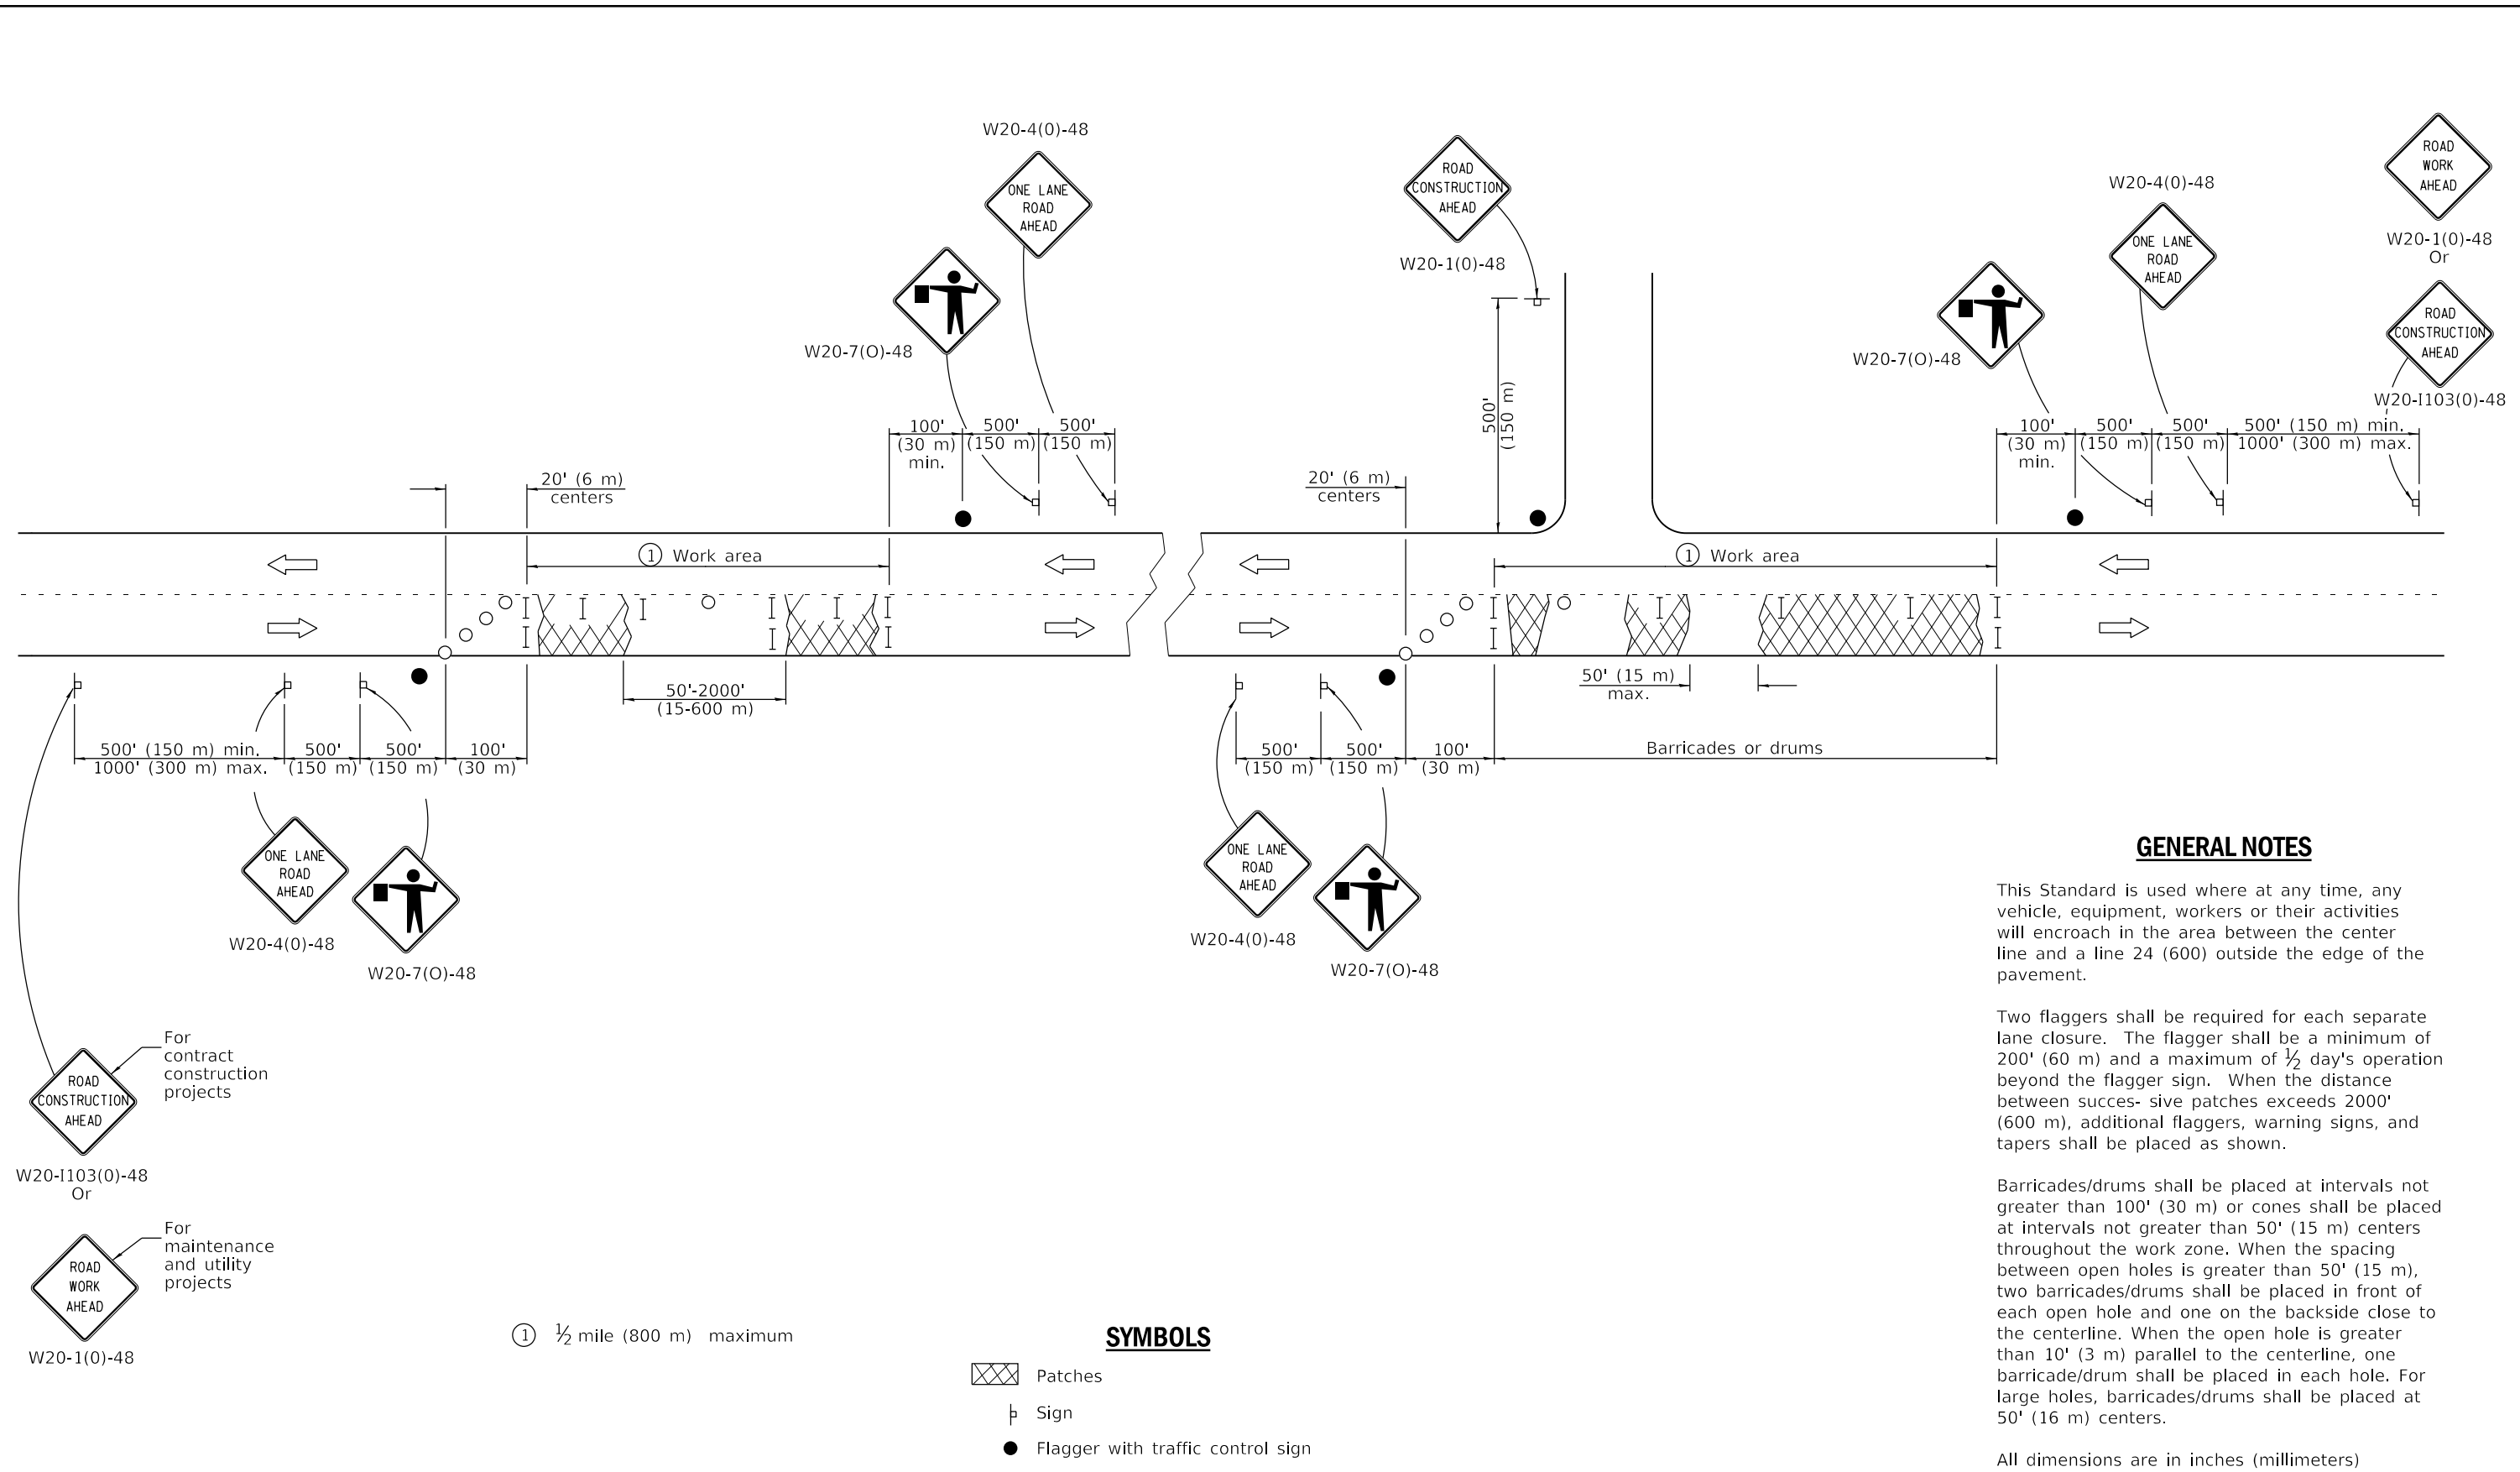 W20-4(0)-48
ONE LANE
ROAD
AHEAD
W20-7(O)-48
100'
(30 m)
min.
500'
(150 m)
500'
(150 m)
20' (6 m)
centers
1 Work area
ROAD
CONSTRUCTION
AHEAD
W20-1(0)-48
500'
(150 m)
20' (6 m)
centers
1 Work area
W20-7(O)-48
W20-4(0)-48
ONE LANE
ROAD
AHEAD
ROAD
WORK
AHEAD
W20-1(0)-48
Or
ROAD
CONSTRUCTION
AHEAD
W20-I103(0)-48
100'
(30 m)
min.
500'
(150 m)
500'
(150 m)
500' (150 m) min.
1000' (300 m) max.
50'-2000'
(15-600 m)
500' (150 m) min.
1000' (300 m) max.
500'
(150 m)
500'
(150 m)
100'
(30 m)
ONE LANE
ROAD
AHEAD
W20-4(0)-48
W20-7(O)-48
50' (15 m)
max.
500'
(150 m)
500'
(150 m)
100'
(30 m)
Barricades or drums
ONE LANE
ROAD
AHEAD
W20-4(0)-48
W20-7(O)-48
For
contract
construction
projects
ROAD
CONSTRUCTION
AHEAD
W20-I103(0)-48
Or
For
maintenance
and utility
projects
ROAD
WORK
AHEAD
W20-1(0)-48
1 ½ mile (800 m) maximum
SYMBOLS
Patches
Sign
Flagger with traffic control sign
GENERAL NOTES
This Standard is used where at any time, any
vehicle, equipment, workers or their activities
will encroach in the area between the center
line and a line 24 (600) outside the edge of the
pavement.
Two flaggers shall be required for each separate
lane closure. The flagger shall be a minimum of
200' (60 m) and a maximum of ½ day's operation
beyond the flagger sign. When the distance
between succes- sive patches exceeds 2000'
(600 m), additional flaggers, warning signs, and
tapers shall be placed as shown.
Barricades/drums shall be placed at intervals not
greater than 100' (30 m) or cones shall be placed
at intervals not greater than 50' (15 m) centers
throughout the work zone. When the spacing
between open holes is greater than 50' (15 m),
two barricades/drums shall be placed in front of
each open hole and one on the backside close to
the centerline. When the open hole is greater
than 10' (3 m) parallel to the centerline, one
barricade/drum shall be placed in each hole. For
large holes, barricades/drums shall be placed at
50' (16 m) centers.
All dimensions are in inches (millimeters)